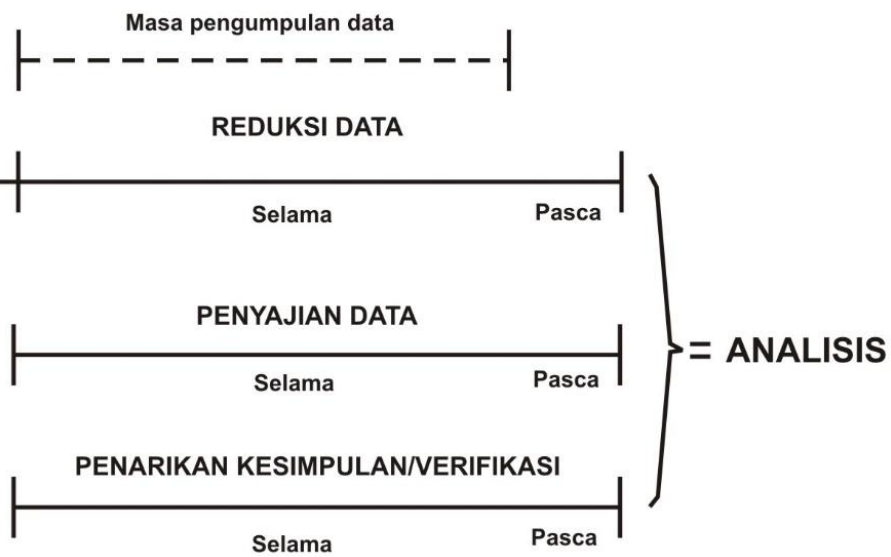 Masa pengumpulan data
REDUKSI DATA
Selama Pasca
PENYAJIAN DATA
Selama Pasca
= ANALISIS
PENARIKAN KESIMPULAN/VERIFIKASI
Selama Pasca